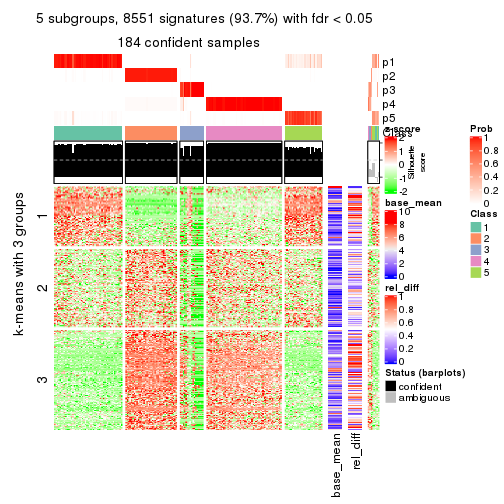 5 subgroups, 8551 signatures (93.7%) with fdr < 0.05
184 confident samples
p1
p2
p3
p4
p5
Class
Silhouette
score
k-means with 3 groups
1
2
3
base_mean
rel_diff
z-score
2
1
0
-1
-2
base_mean
10
8
6
4
2
0
rel_diff
1
0.8
0.6
0.4
0.2
0
Status (barplots)
confident
ambiguous
Prob
1
0.8
0.6
0.4
0.2
0
Class
1
2
3
4
5